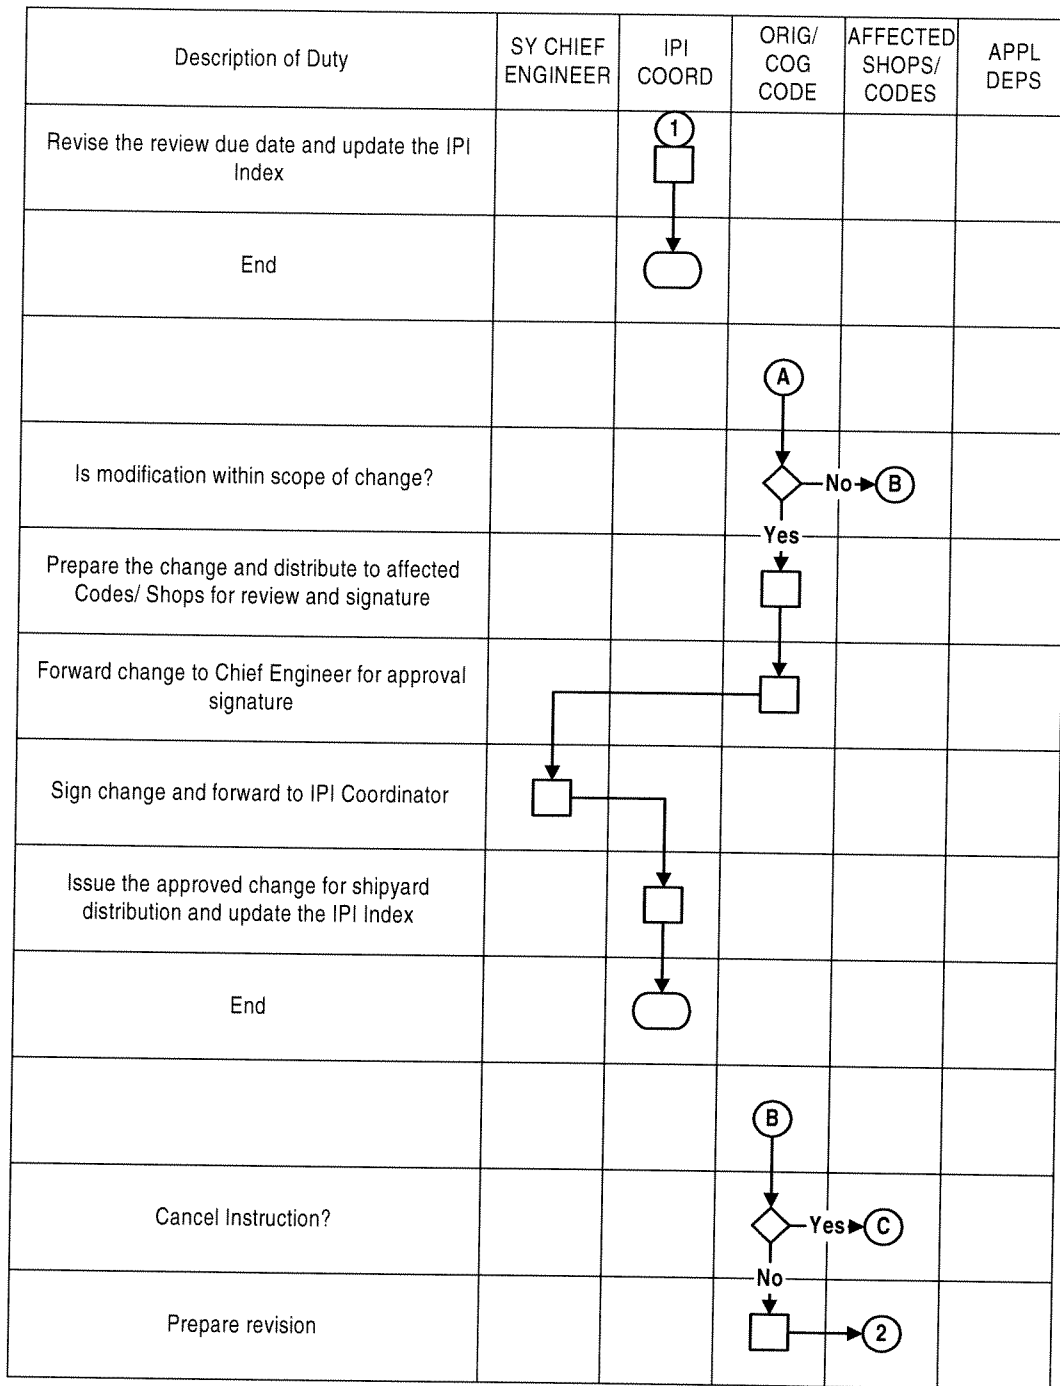 Description of Duty
SY CHIEF
ENGINEER
IPI
COORD
ORIG/
COG
CODE
AFFECTED
SHOPS/
CODES
APPL
DEPS
Revise the review due date and update the IPI
Index
1
End
A
Is modification within scope of change?
No
B
Yes
Prepare the change and distribute to affected
Codes/ Shops for review and signature
Forward change to Chief Engineer for approval
signature
Sign change and forward to IPI Coordinator
Issue the approved change for shipyard
distribution and update the IPI Index
End
B
Cancel Instruction?
Yes
C
No
Prepare revision
2